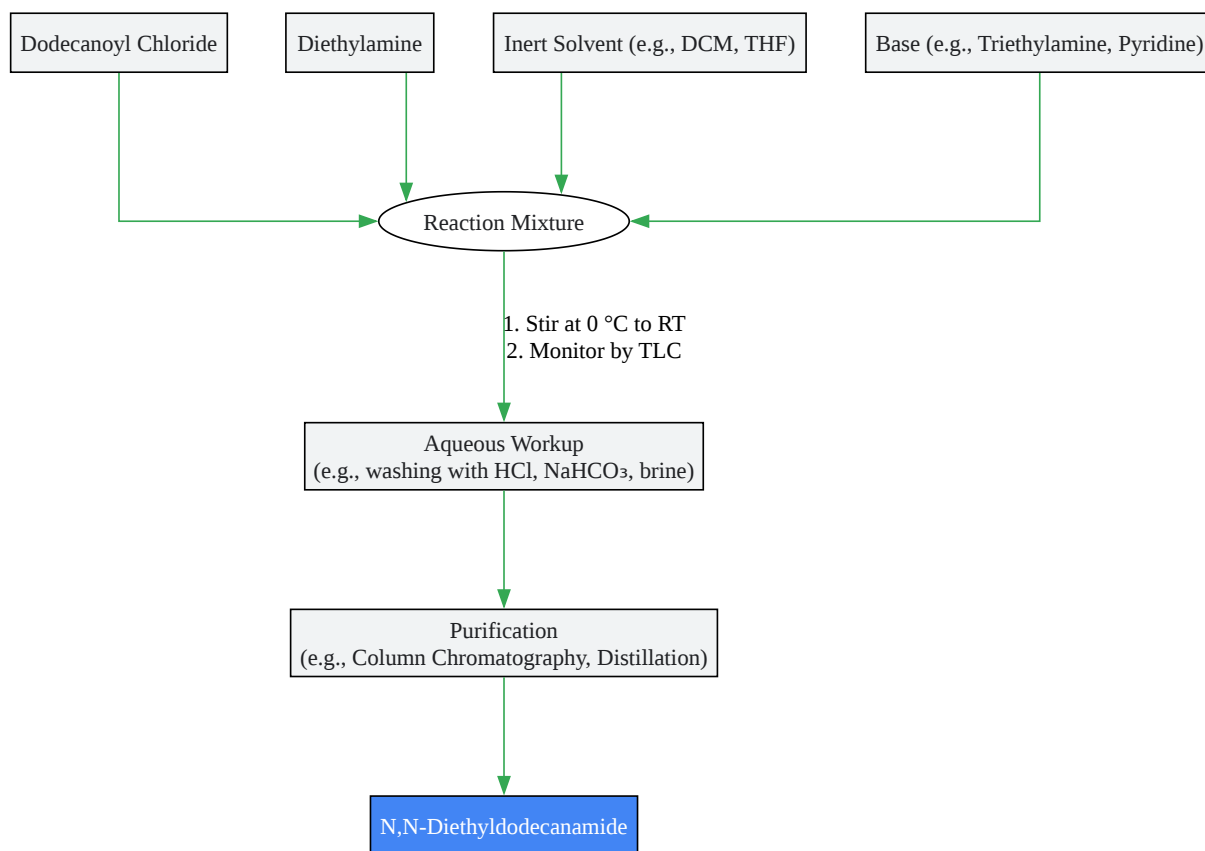 Dodecanoyl Chloride
Diethylamine
Inert Solvent (e.g., DCM, THF)
Base (e.g., Triethylamine, Pyridine)
Reaction Mixture
1. Stir at 0 °C to RT
2. Monitor by TLC
Aqueous Workup
(e.g., washing with HCl, NaHCO₃, brine)
Purification
(e.g., Column Chromatography, Distillation)
N,N-Diethyldodecanamide